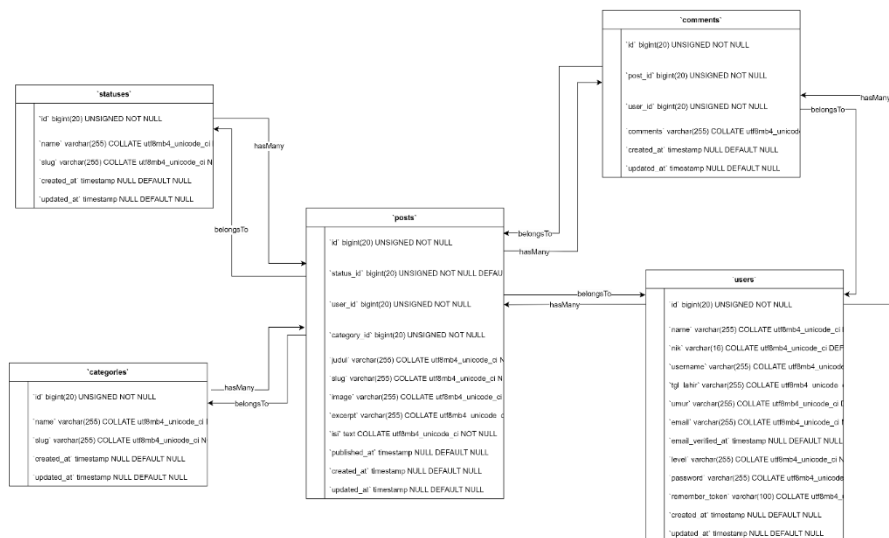 `comments`
`id` bigint(20) UNSIGNED NOT NULL
`post_id` bigint(20) UNSIGNED NOT NULL
`user_id` bigint(20) UNSIGNED NOT NULL
`comments` varchar(255) COLLATE utf8mb4_unicode
`created_at` timestamp NULL DEFAULT NULL
`updated_at` timestamp NULL DEFAULT NULL
hasMany
belongsTo
`statuses`
`id` bigint(20) UNSIGNED NOT NULL
`name` varchar(255) COLLATE utf8mb4_unicode_ci
`slug` varchar(255) COLLATE utf8mb4_unicode_ci N
`created_at` timestamp NULL DEFAULT NULL
`updated_at` timestamp NULL DEFAULT NULL
hasMany
belongsTo
`posts`
`id` bigint(20) UNSIGNED NOT NULL
`status_id` bigint(20) UNSIGNED NOT NULL DEFAU
`user_id` bigint(20) UNSIGNED NOT NULL
`category_id` bigint(20) UNSIGNED NOT NULL
`judul` varchar(255) COLLATE utf8mb4_unicode_ci N
`slug` varchar(255) COLLATE utf8mb4_unicode_ci N
`image` varchar(255) COLLATE utf8mb4_unicode_c
`excerpt` varchar(255) COLLATE utf8mb4_unicode_c
`isi` text COLLATE utf8mb4_unicode_ci NOT NULL
`published_at` timestamp NULL DEFAULT NULL
`created_at` timestamp NULL DEFAULT NULL
`updated_at` timestamp NULL DEFAULT NULL
belongsTo
hasMany
belongsTo
hasMany
`users`
`id` bigint(20) UNSIGNED NOT NULL
`name` varchar(255) COLLATE utf8mb4_unicode_ci
`nik` varchar(16) COLLATE utf8mb4_unicode_ci DEF
`username` varchar(255) COLLATE utf8mb4_unicode
`tgl_lahir` varchar(255) COLLATE utf8mb4_unicode
`umur` varchar(255) COLLATE utf8mb4_unicode_ci D
`email` varchar(255) COLLATE utf8mb4_unicode_ci N
`email_verified_at` timestamp NULL DEFAULT NULL
`level` varchar(255) COLLATE utf8mb4_unicode_ci N
`password` varchar(255) COLLATE utf8mb4_unicode
`remember_token` varchar(100) COLLATE utf8mb4_
`created_at` timestamp NULL DEFAULT NULL
`updated_at` timestamp NULL DEFAULT NULL
`categories`
`id` bigint(20) UNSIGNED NOT NULL
`name` varchar(255) COLLATE utf8mb4_unicode_ci
`slug` varchar(255) COLLATE utf8mb4_unicode_ci N
`created_at` timestamp NULL DEFAULT NULL
`updated_at` timestamp NULL DEFAULT NULL
hasMany
belongsTo